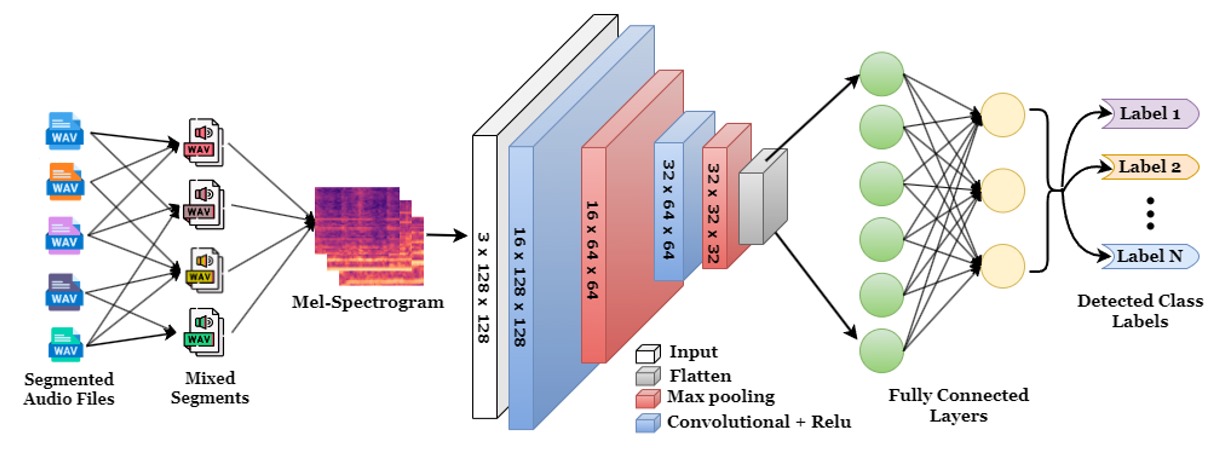 WAV
WAV
WAV
WAV
WAV
Segmented
Audio Files
WAV
WAV
WAV
WAV
Mixed
Segments
Mel-Spectrogram
3 x 128 x 128
16 x 128 x 128
16 x 64 x 64
32 x 64 x 64
32 x 32 x 32
Input
Flatten
Max pooling
Convolutional + Relu
Fully Connected
Layers
Label 1
Label 2
Label N
Detected Class
Labels